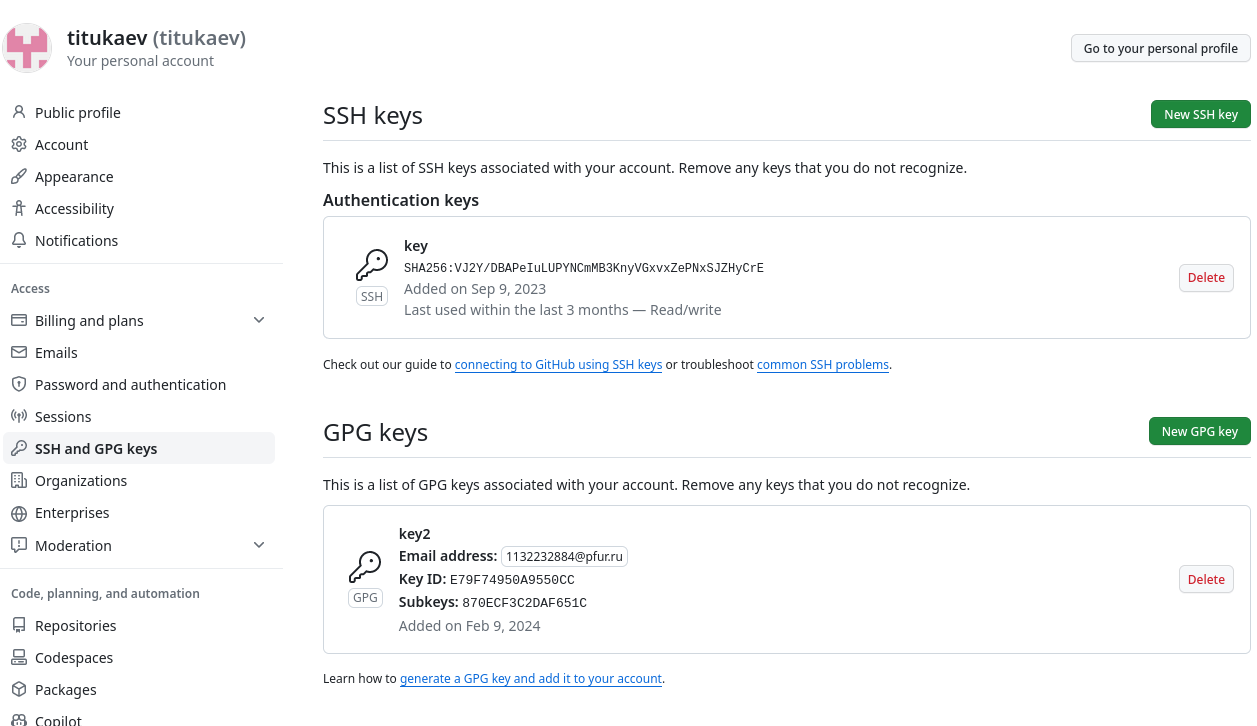 titukaev (titukaev)
Your personal account
Go to your personal profile
Public profile
Account
Appearance
Accessibility
Notifications
Access
Billing and plans
Emails
Password and authentication
Sessions
SSH and GPG keys
Organizations
Enterprises
Moderation
Code, planning, and automation
Repositories
Codespaces
Packages
Copilot
SSH keys
New SSH key
This is a list of SSH keys associated with your account. Remove any keys that you do not recognize.
Authentication keys
key
SHA256:VJ2Y/DBAPeIuLUPYNCmMB3KnyVGxvxZePNxSJZHyCrE
Added on Sep 9, 2023
Last used within the last 3 months — Read/write
SSH
Delete
Check out our guide to connecting to GitHub using SSH keys or troubleshoot common SSH problems.
GPG keys
New GPG key
This is a list of GPG keys associated with your account. Remove any keys that you do not recognize.
key2
Email address: 1132232884@pfur.ru
Key ID: E79F74950A9550CC
Subkeys: 870ECF3C2DAF651C
Added on Feb 9, 2024
GPG
Delete
Learn how to generate a GPG key and add it to your account.